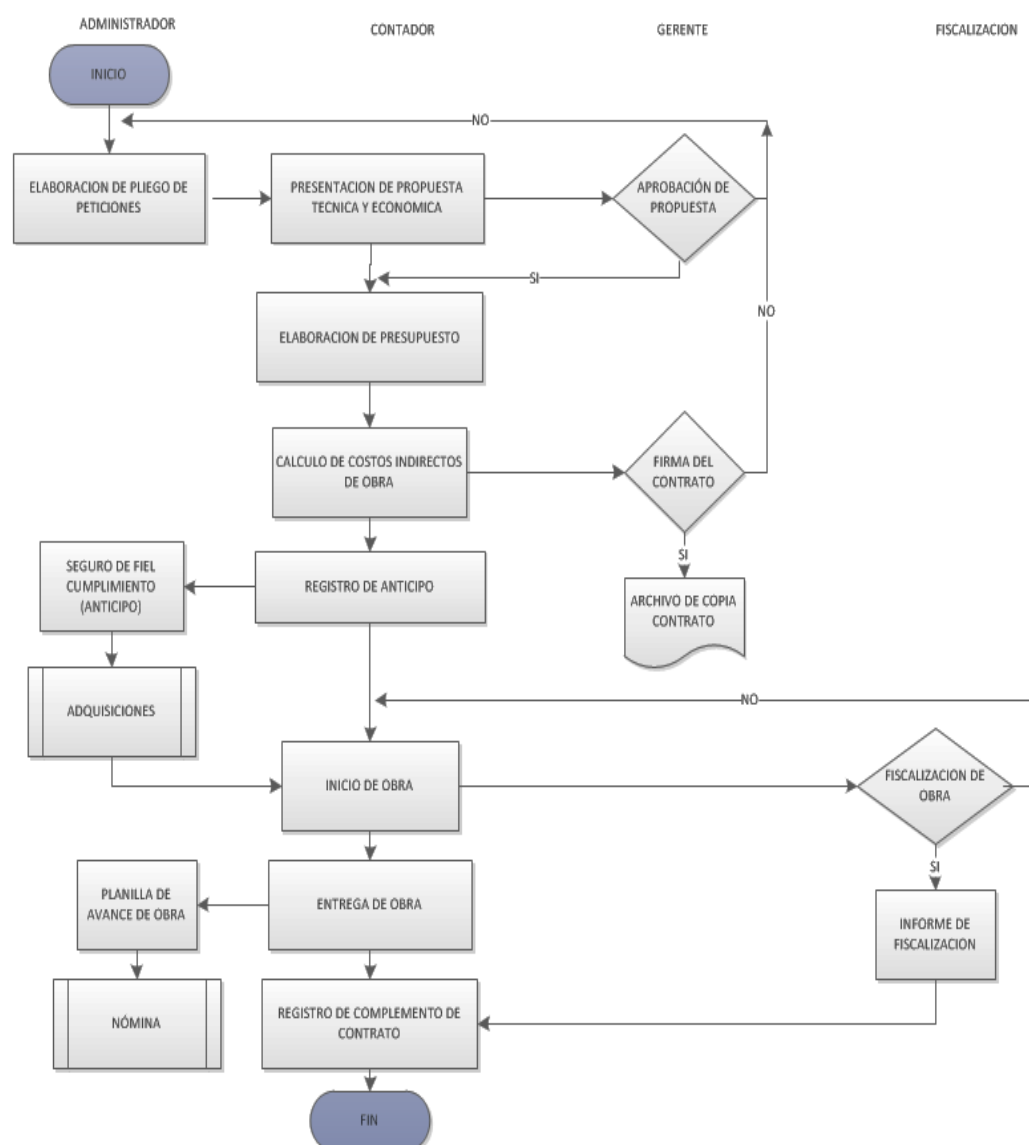 ADMINISTRADOR
CONTADOR
GERENTE
FISCALIZACION
INICIO
NO
ELABORACION DE PLIEGO DE
PETICIONES
PRESENTACION DE PROPUESTA
TECNICA Y ECONOMICA
APROBACIÓN DE
PROPUESTA
SI
ELABORACION DE PRESUPUESTO
NO
CALCULO DE COSTOS INDIRECTOS
DE OBRA
FIRMA DEL
CONTRATO
SI
SEGURO DE FIEL
CUMPLIMIENTO
(ANTICIPO)
REGISTRO DE ANTICIPO
ARCHIVO DE COPIA
CONTRATO
ADQUISICIONES
NO
INICIO DE OBRA
FISCALIZACION DE
OBRA
SI
PLANILLA DE
AVANCE DE OBRA
ENTREGA DE OBRA
INFORME DE
FISCALIZACION
NÓMINA
REGISTRO DE COMPLEMENTO DE
CONTRATO
FIN